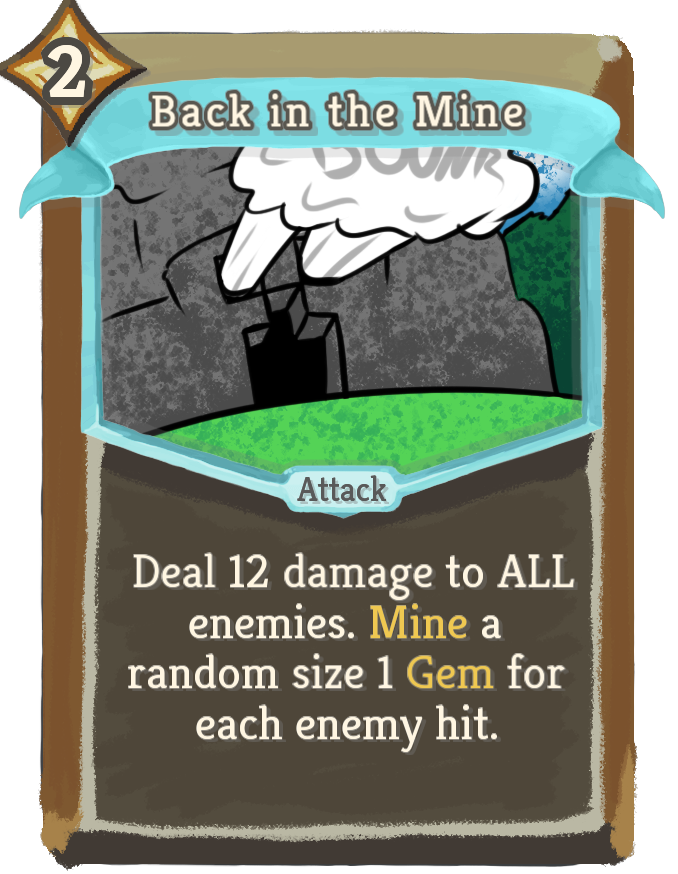 2
Back in the Mine
Attack
Deal 12 damage to ALL
enemies. Mine a
random size 1 Gem for
each enemy hit.